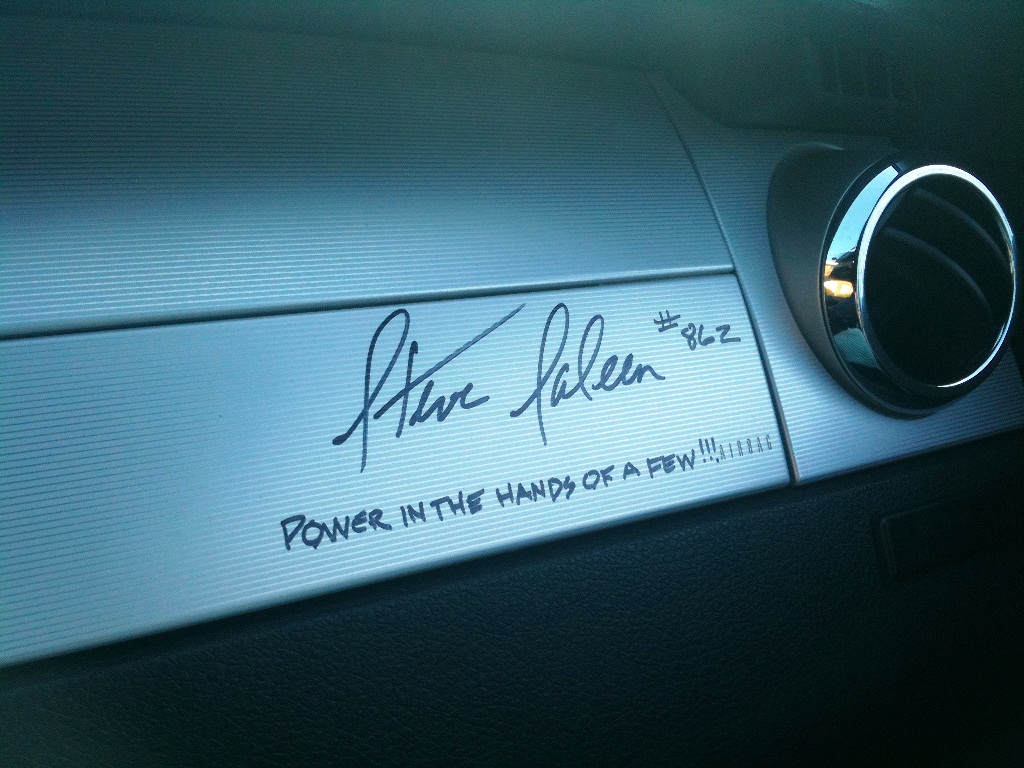 Steve Saleen #862
POWER IN THE HANDS OF A FEW!!!
AIRBAG